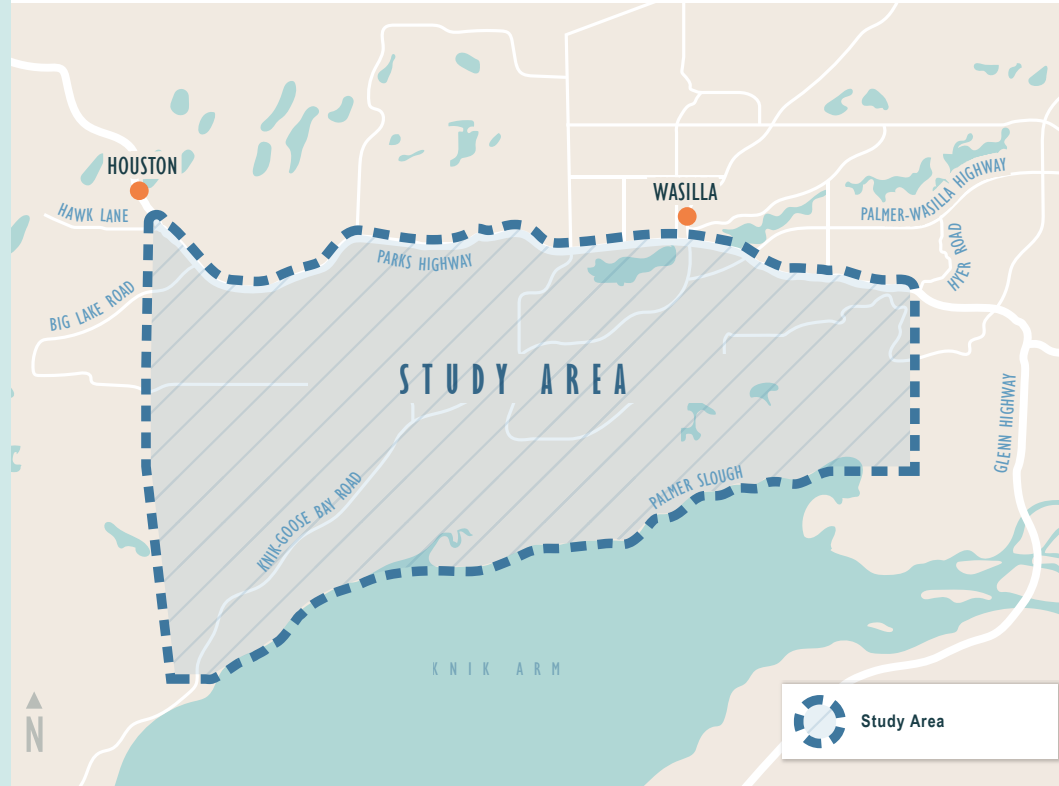 HOUSTON
WASILLA
PALMER-WASILLA HIGHWAY
HAWK LANE
HYER ROAD
PARKS HIGHWAY
BIG LAKE ROAD
STUDY AREA
GLENN HIGHWAY
PALMER SLOUGH
KNIK-GOOSE BAY ROAD
KNIK ARM
N
Study Area